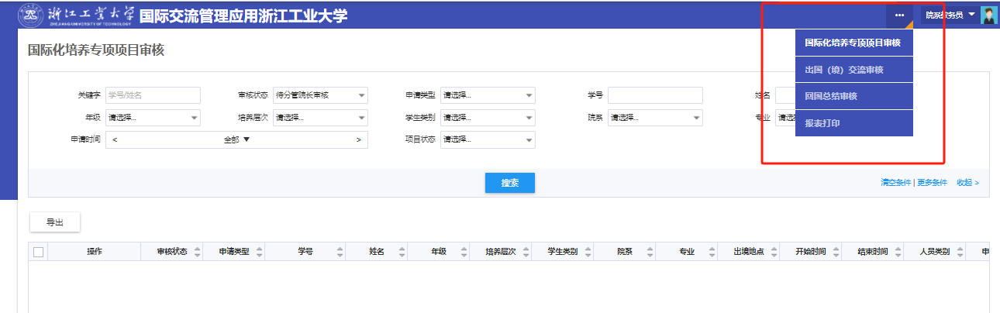 浙江工业大学 国际交流管理应用浙江工业大学 ••• 院系教务员
ZHEJIANG UNIVERSITY OF TECHNOLOGY
国际化培养专项项目审核
出国（境）交流审核
回国总结审核
报表打印
国际化培养专项项目审核
关键字 学号/姓名 审核状态 待分管院长审核 申请类型 请选择... 学号 姓名
年级 请选择... 培养层次 请选择... 学生类别 请选择... 院系 请选择... 专业
申请时间 < 全部 > 项目状态 请选择...
搜索
清空条件 | 更多条件 收起 >
导出
操作 审核状态 申请类型 学号 姓名 年级 培养层次 学生类别 院系 专业 出境地点 开始时间 结束时间 人员类别 申